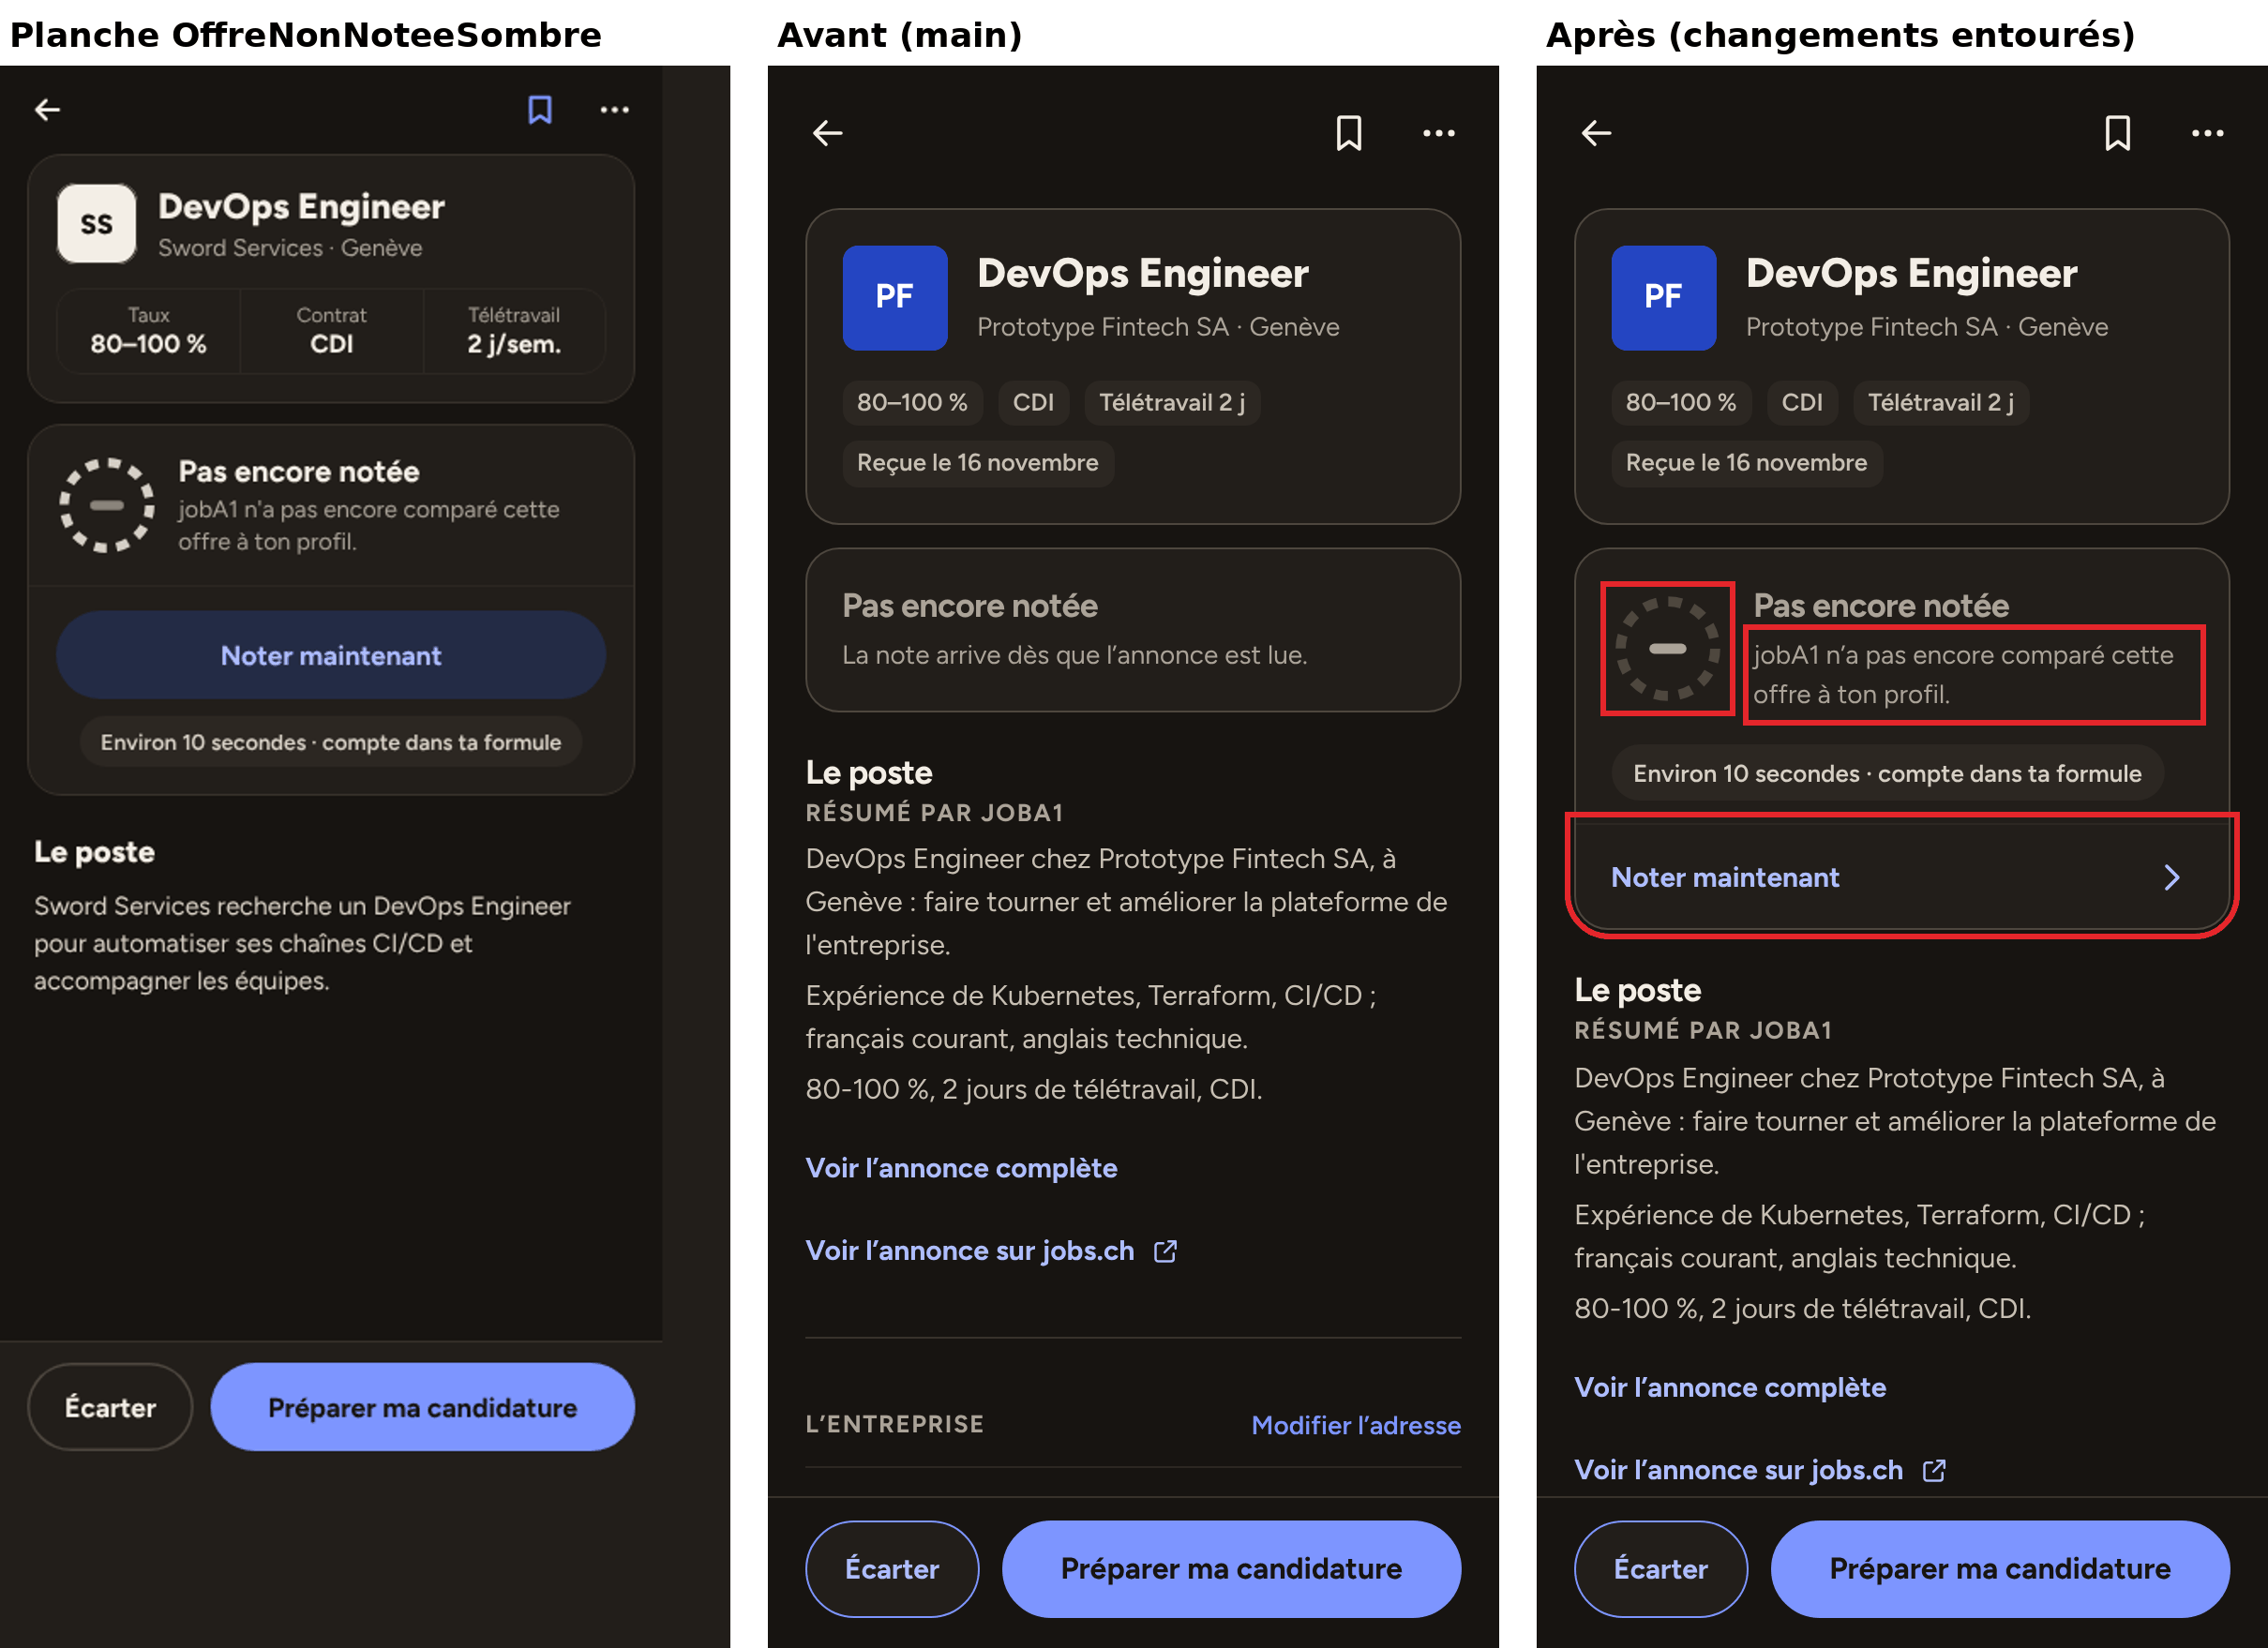 Planche OffreNonNoteeSombre
SS
DevOps Engineer
Sword Services · Genève
Taux
80–100 %
Contrat
CDI
Télétravail
2 j/sem.
Pas encore notée
jobA1 n'a pas encore comparé cette
offre à ton profil.
Noter maintenant
Environ 10 secondes · compte dans ta formule
Le poste
Sword Services recherche un DevOps Engineer
pour automatiser ses chaînes CI/CD et
accompagner les équipes.
Écarter
Préparer ma candidature
Avant (main)
PF
DevOps Engineer
Prototype Fintech SA · Genève
80–100 %
CDI
Télétravail 2 j
Reçue le 16 novembre
Pas encore notée
La note arrive dès que l’annonce est lue.
Le poste
RÉSUMÉ PAR JOBA1
DevOps Engineer chez Prototype Fintech SA, à
Genève : faire tourner et améliorer la plateforme de
l'entreprise.
Expérience de Kubernetes, Terraform, CI/CD ;
français courant, anglais technique.
80-100 %, 2 jours de télétravail, CDI.
Voir l’annonce complète
Voir l’annonce sur jobs.ch
L’ENTREPRISE
Modifier l’adresse
Écarter
Préparer ma candidature
Après (changements entourés)
PF
DevOps Engineer
Prototype Fintech SA · Genève
80–100 %
CDI
Télétravail 2 j
Reçue le 16 novembre
Pas encore notée
jobA1 n’a pas encore comparé cette
offre à ton profil.
Environ 10 secondes · compte dans ta formule
Noter maintenant
Le poste
RÉSUMÉ PAR JOBA1
DevOps Engineer chez Prototype Fintech SA, à
Genève : faire tourner et améliorer la plateforme de
l'entreprise.
Expérience de Kubernetes, Terraform, CI/CD ;
français courant, anglais technique.
80-100 %, 2 jours de télétravail, CDI.
Voir l’annonce complète
Voir l’annonce sur jobs.ch
Écarter
Préparer ma candidature